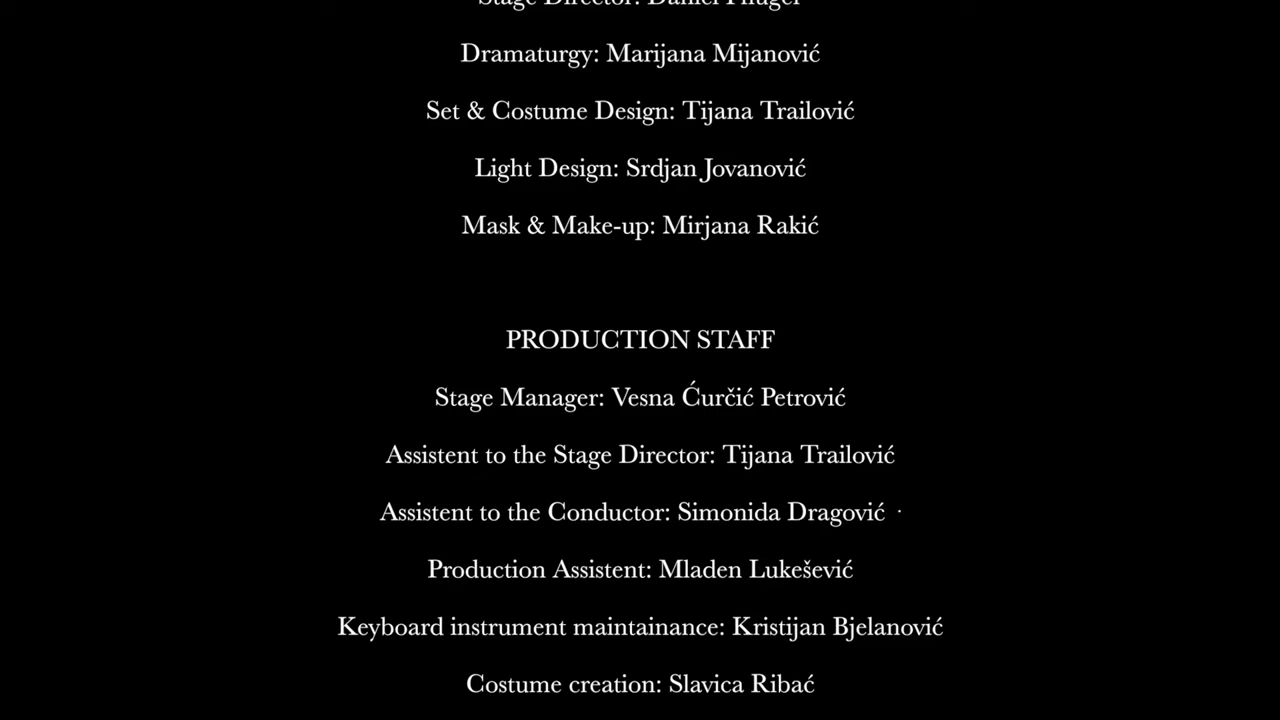 Stage Director: Daniel
Dramaturgy: Marijana Mijanović
Set & Costume Design: Tijana Trailović
Light Design: Srdjan Jovanović
Mask & Make-up: Mirjana Rakić
PRODUCTION STAFF
Stage Manager: Vesna Ćurčić Petrović
Assistent to the Stage Director: Tijana Trailović
Assistent to the Conductor: Simonida Dragović
Production Assistent: Mladen Lukešević
Keyboard instrument maintainance: Kristijan Bjelanović
Costume creation: Slavica Ribać